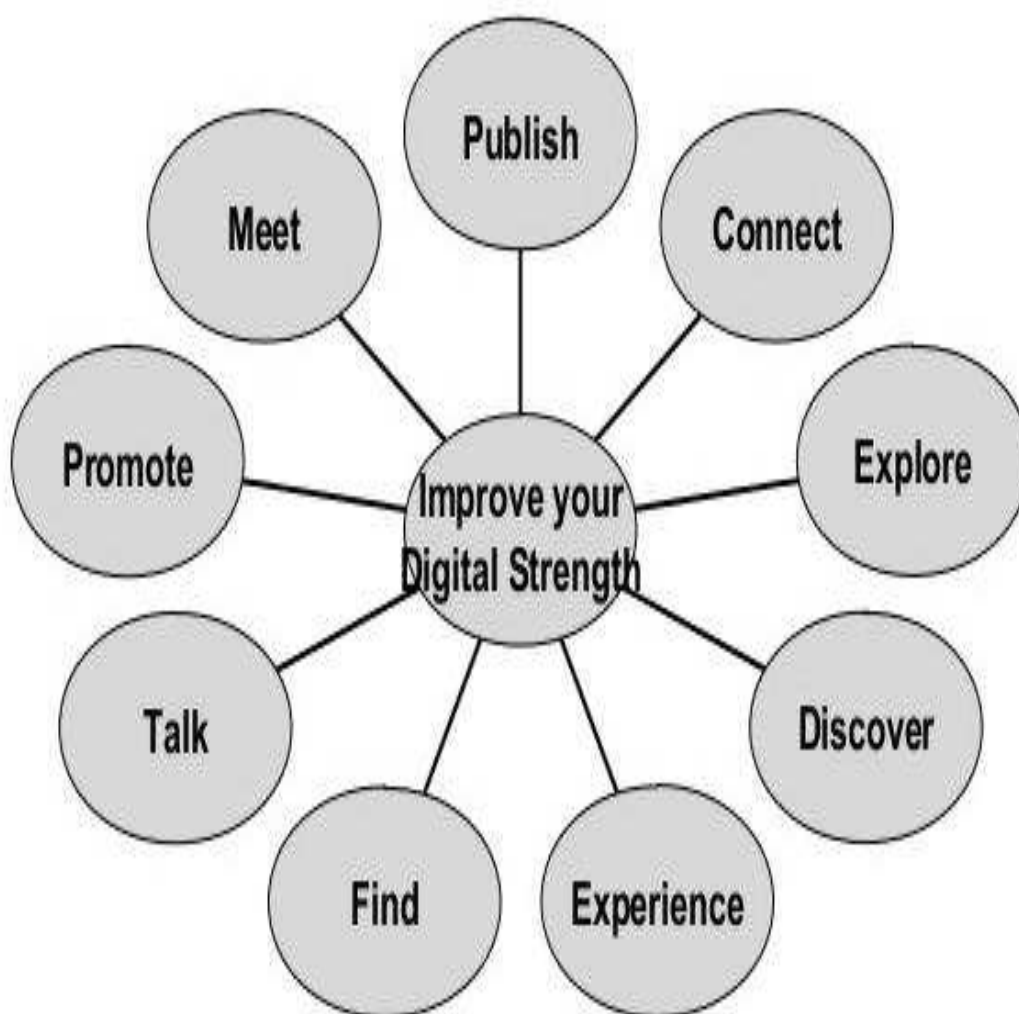 Publish
Meet
Connect
Promote
Explore
Improve your
Digital Strength
Talk
Discover
Find
Experience